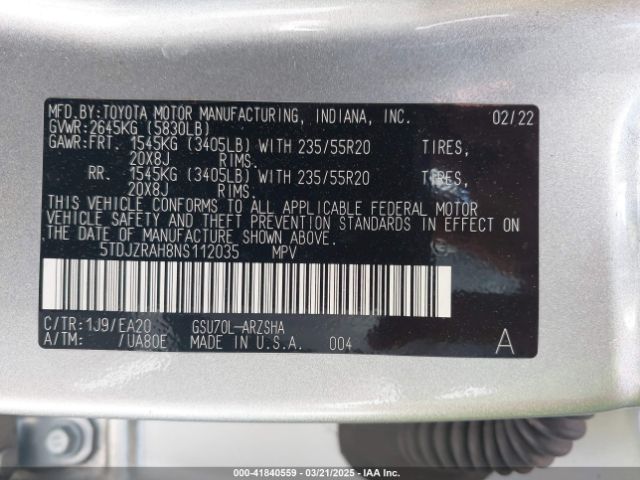 MFD.BY:TOYOTA MOTOR MANUFACTURING, INDIANA, INC. 02/22
GVWR:2645KG (5830LB)
GAWR:FRT. 1545KG (3405LB) WITH 235/55R20 TIRES,
20X8J RIMS.
RR. 1545KG (3405LB) WITH 235/55R20 TIRES,
20X8J RIMS.
THIS VEHICLE CONFORMS TO ALL APPLICABLE FEDERAL MOTOR
VEHICLE SAFETY AND THEFT PREVENTION STANDARDS IN EFFECT ON
THE DATE OF MANUFACTURE SHOWN ABOVE.
5TDJZRAH8NS112035 MPV
C/TR:1J9/EA20 GSU70L-ARZSHA
A/TM: /UA80E MADE IN U.S.A. 004 A
000-41840559 — 03/21/2025 — IAA Inc.